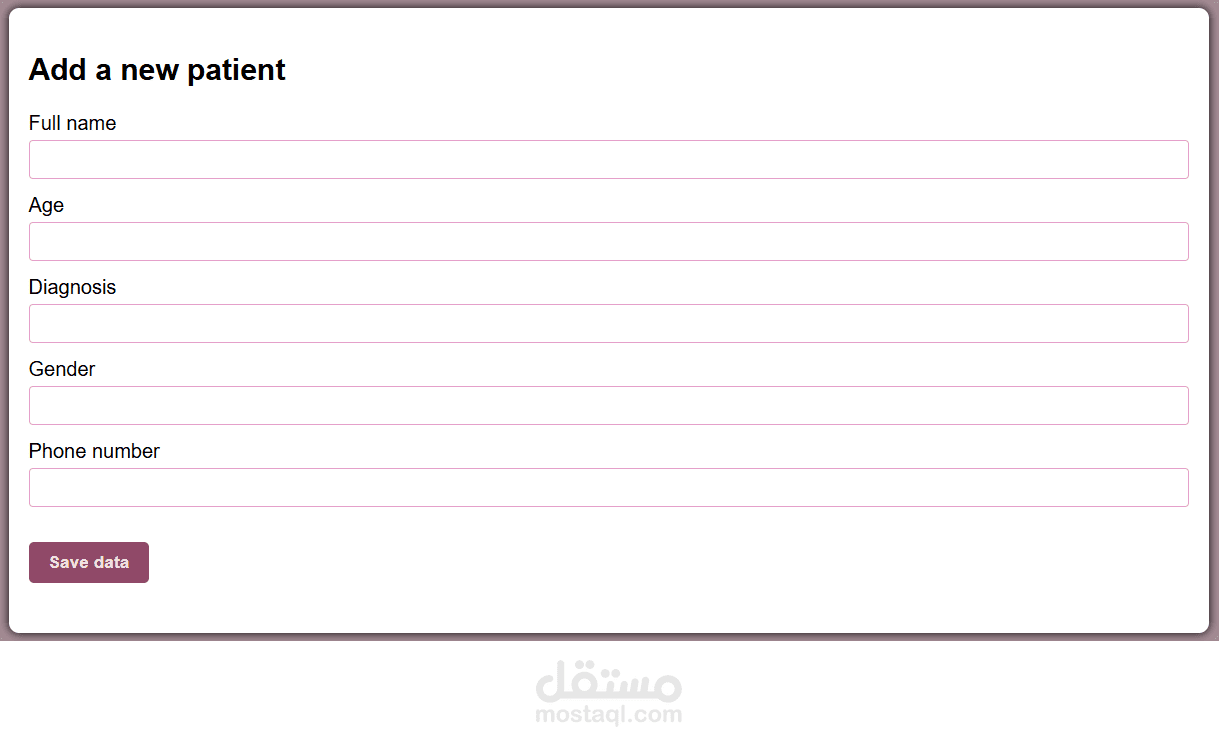 Add a new patient
Full name
Age
Diagnosis
Gender
Phone number
Save data
مستقل
mostaql.com